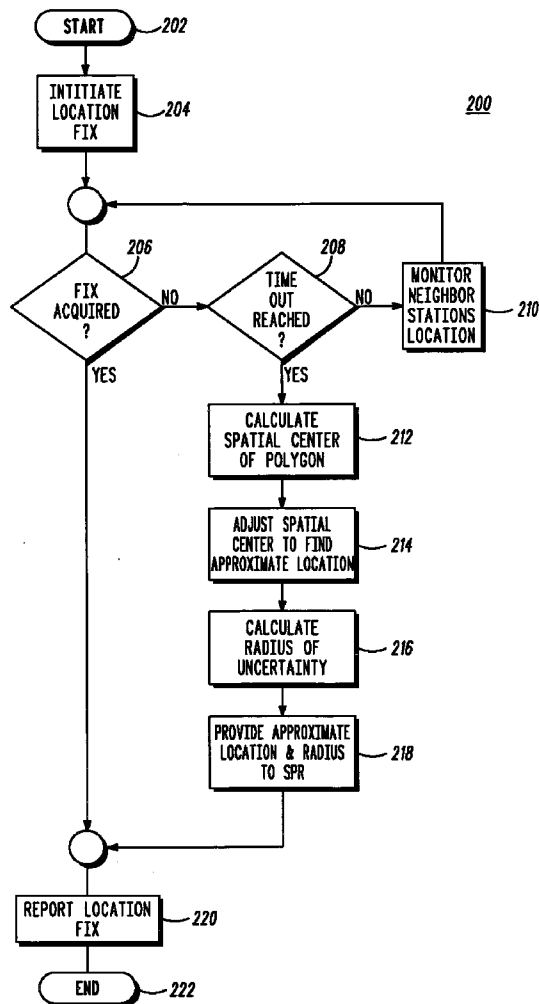 START
202
INTITIATE
LOCATION
FIX
204
200
206
FIX
ACQUIRED
?
NO
YES
208
TIME
OUT
REACHED
?
NO
YES
MONITOR
NEIGHBOR
STATIONS
LOCATION
210
CALCULATE
SPATIAL CENTER
OF POLYGON
212
ADJUST SPATIAL
CENTER TO FIND
APPROXIMATE LOCATION
214
CALCULATE
RADIUS OF
UNCERTAINTY
216
PROVIDE APPROXIMATE
LOCATION & RADIUS
TO SPR
218
REPORT LOCATION
FIX
220
END
222